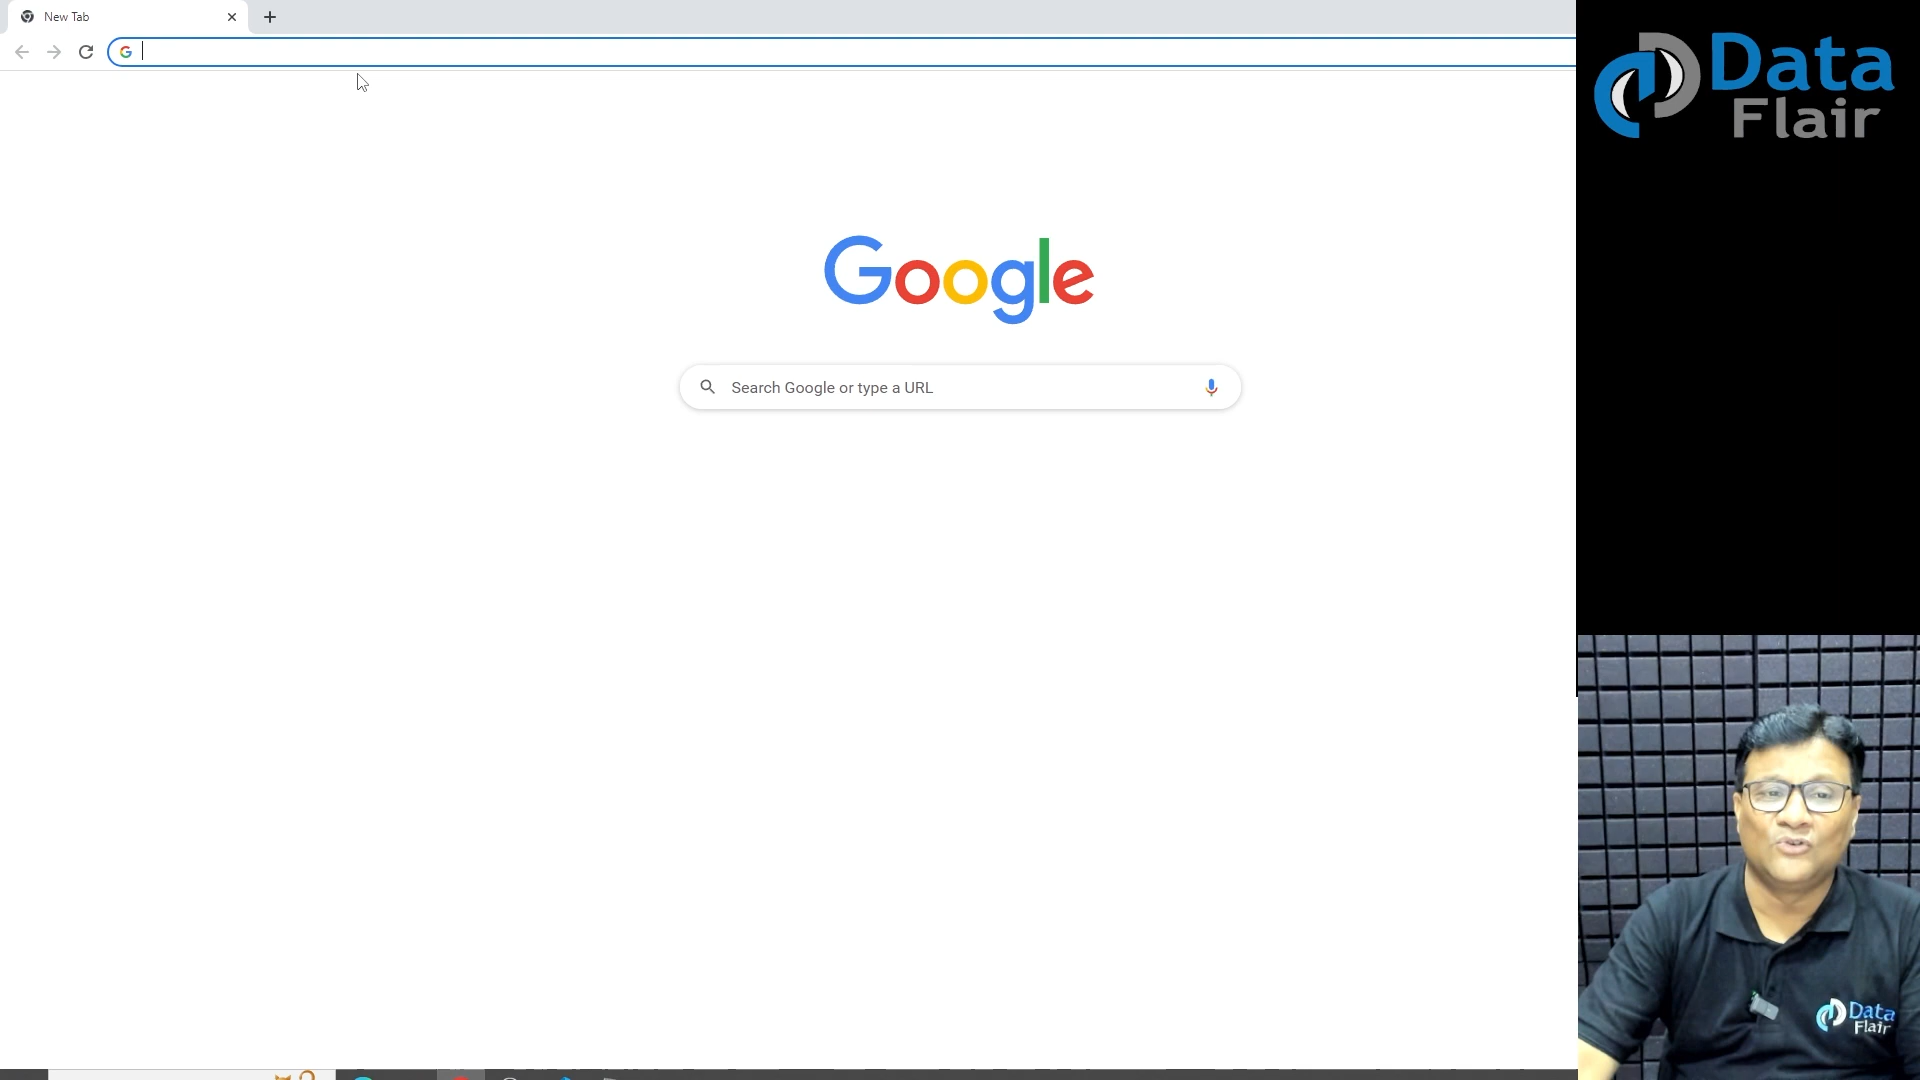 New Tab
Data
Flair
Google
Search Google or type a URL
Data
Flair